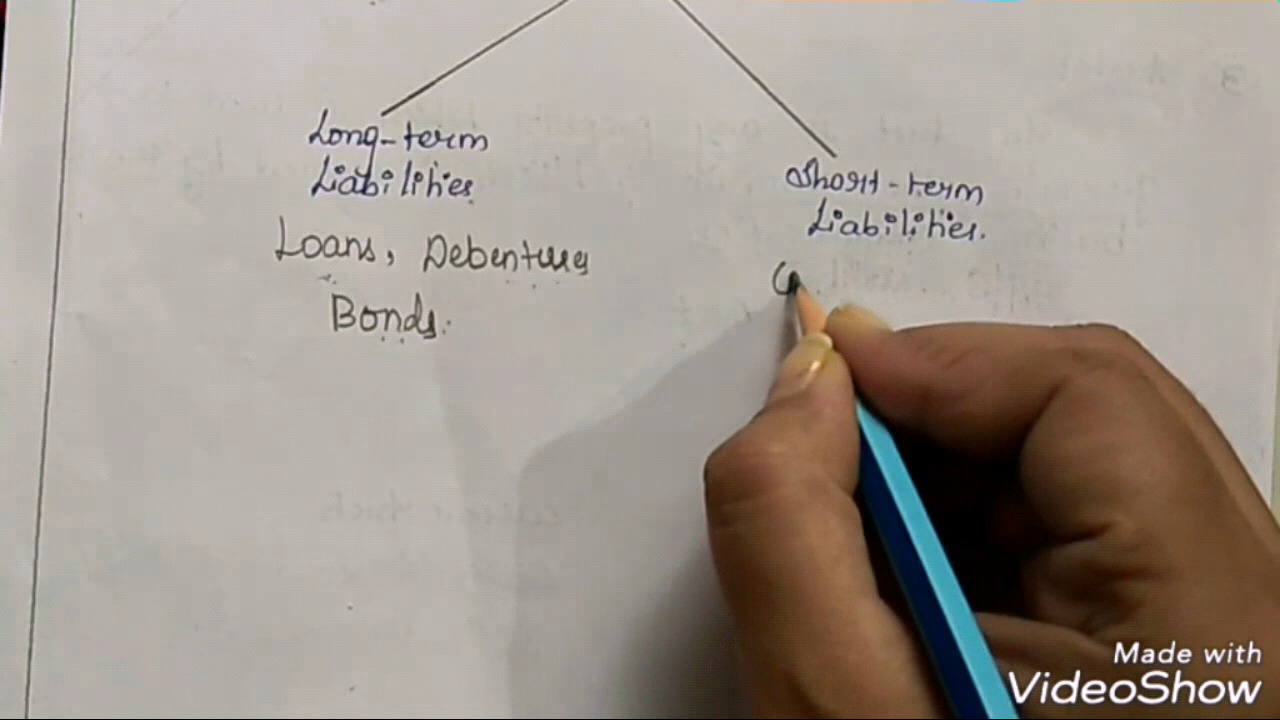 Long-term
Liabilities
Loans, Debentures
Bonds.
Short-term
Liabilities.
Made with
VideoShow